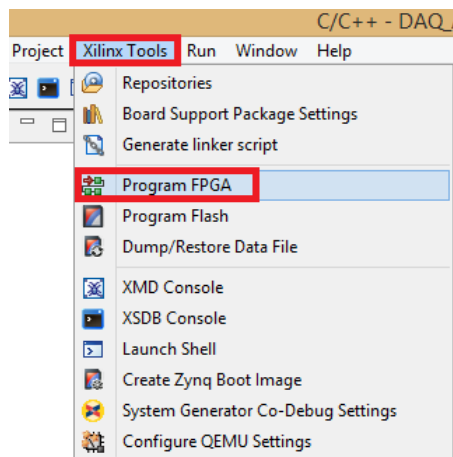 C/C++ - DAQ_
Project Xilinx Tools Run Window Help
Repositories
Board Support Package Settings
Generate linker script
Program FPGA
Program Flash
Dump/Restore Data File
XMD Console
XSDB Console
Launch Shell
Create Zynq Boot Image
System Generator Co-Debug Settings
Configure QEMU Settings